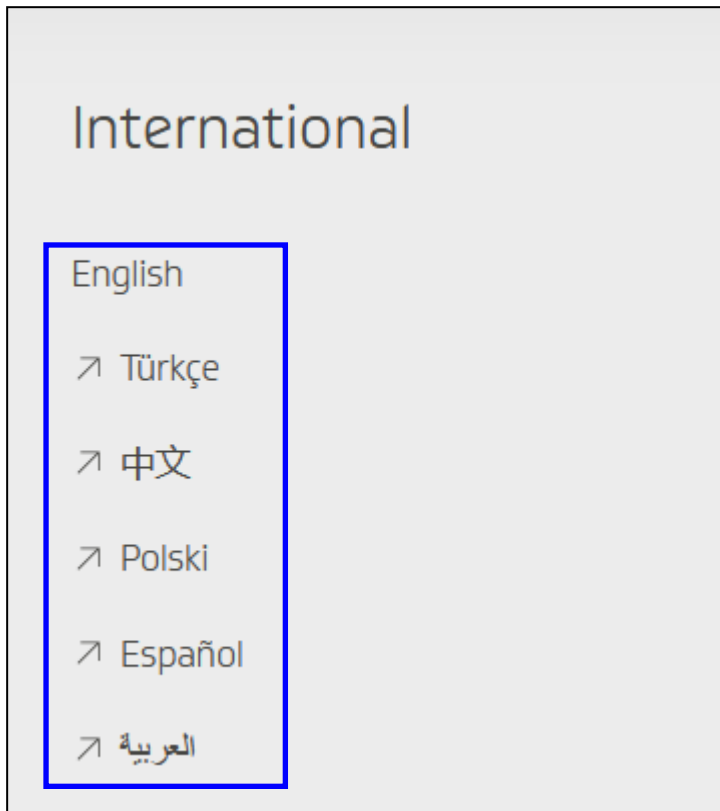 International
English
Türkçe
中文
Polski
Español
العربية